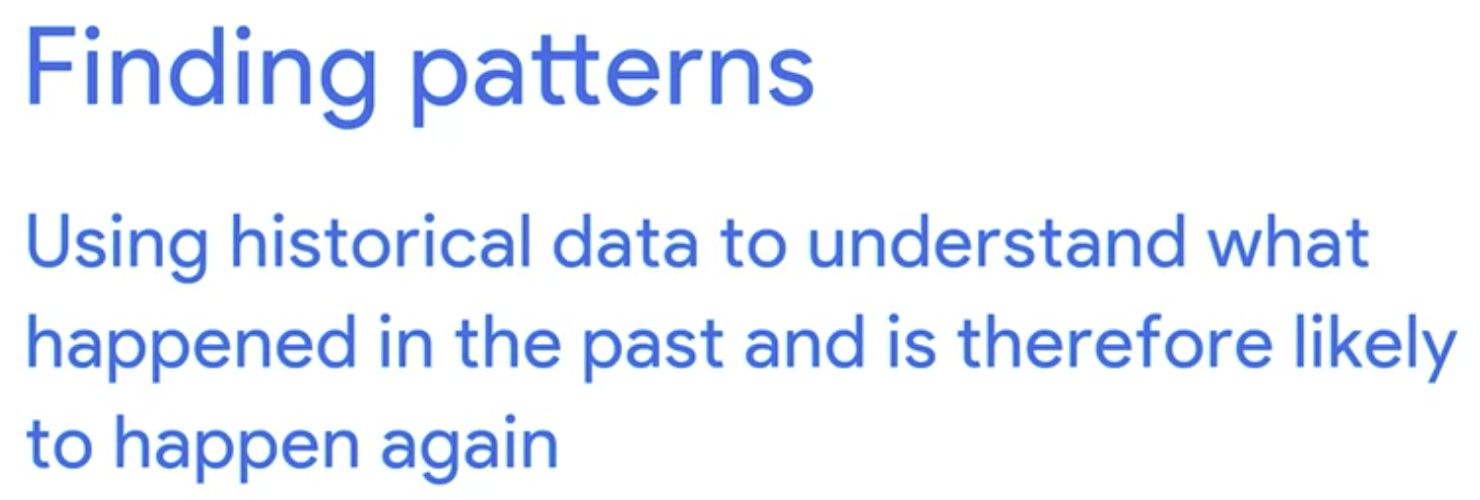 Finding patterns
Using historical data to understand what
happened in the past and is therefore likely
to happen again